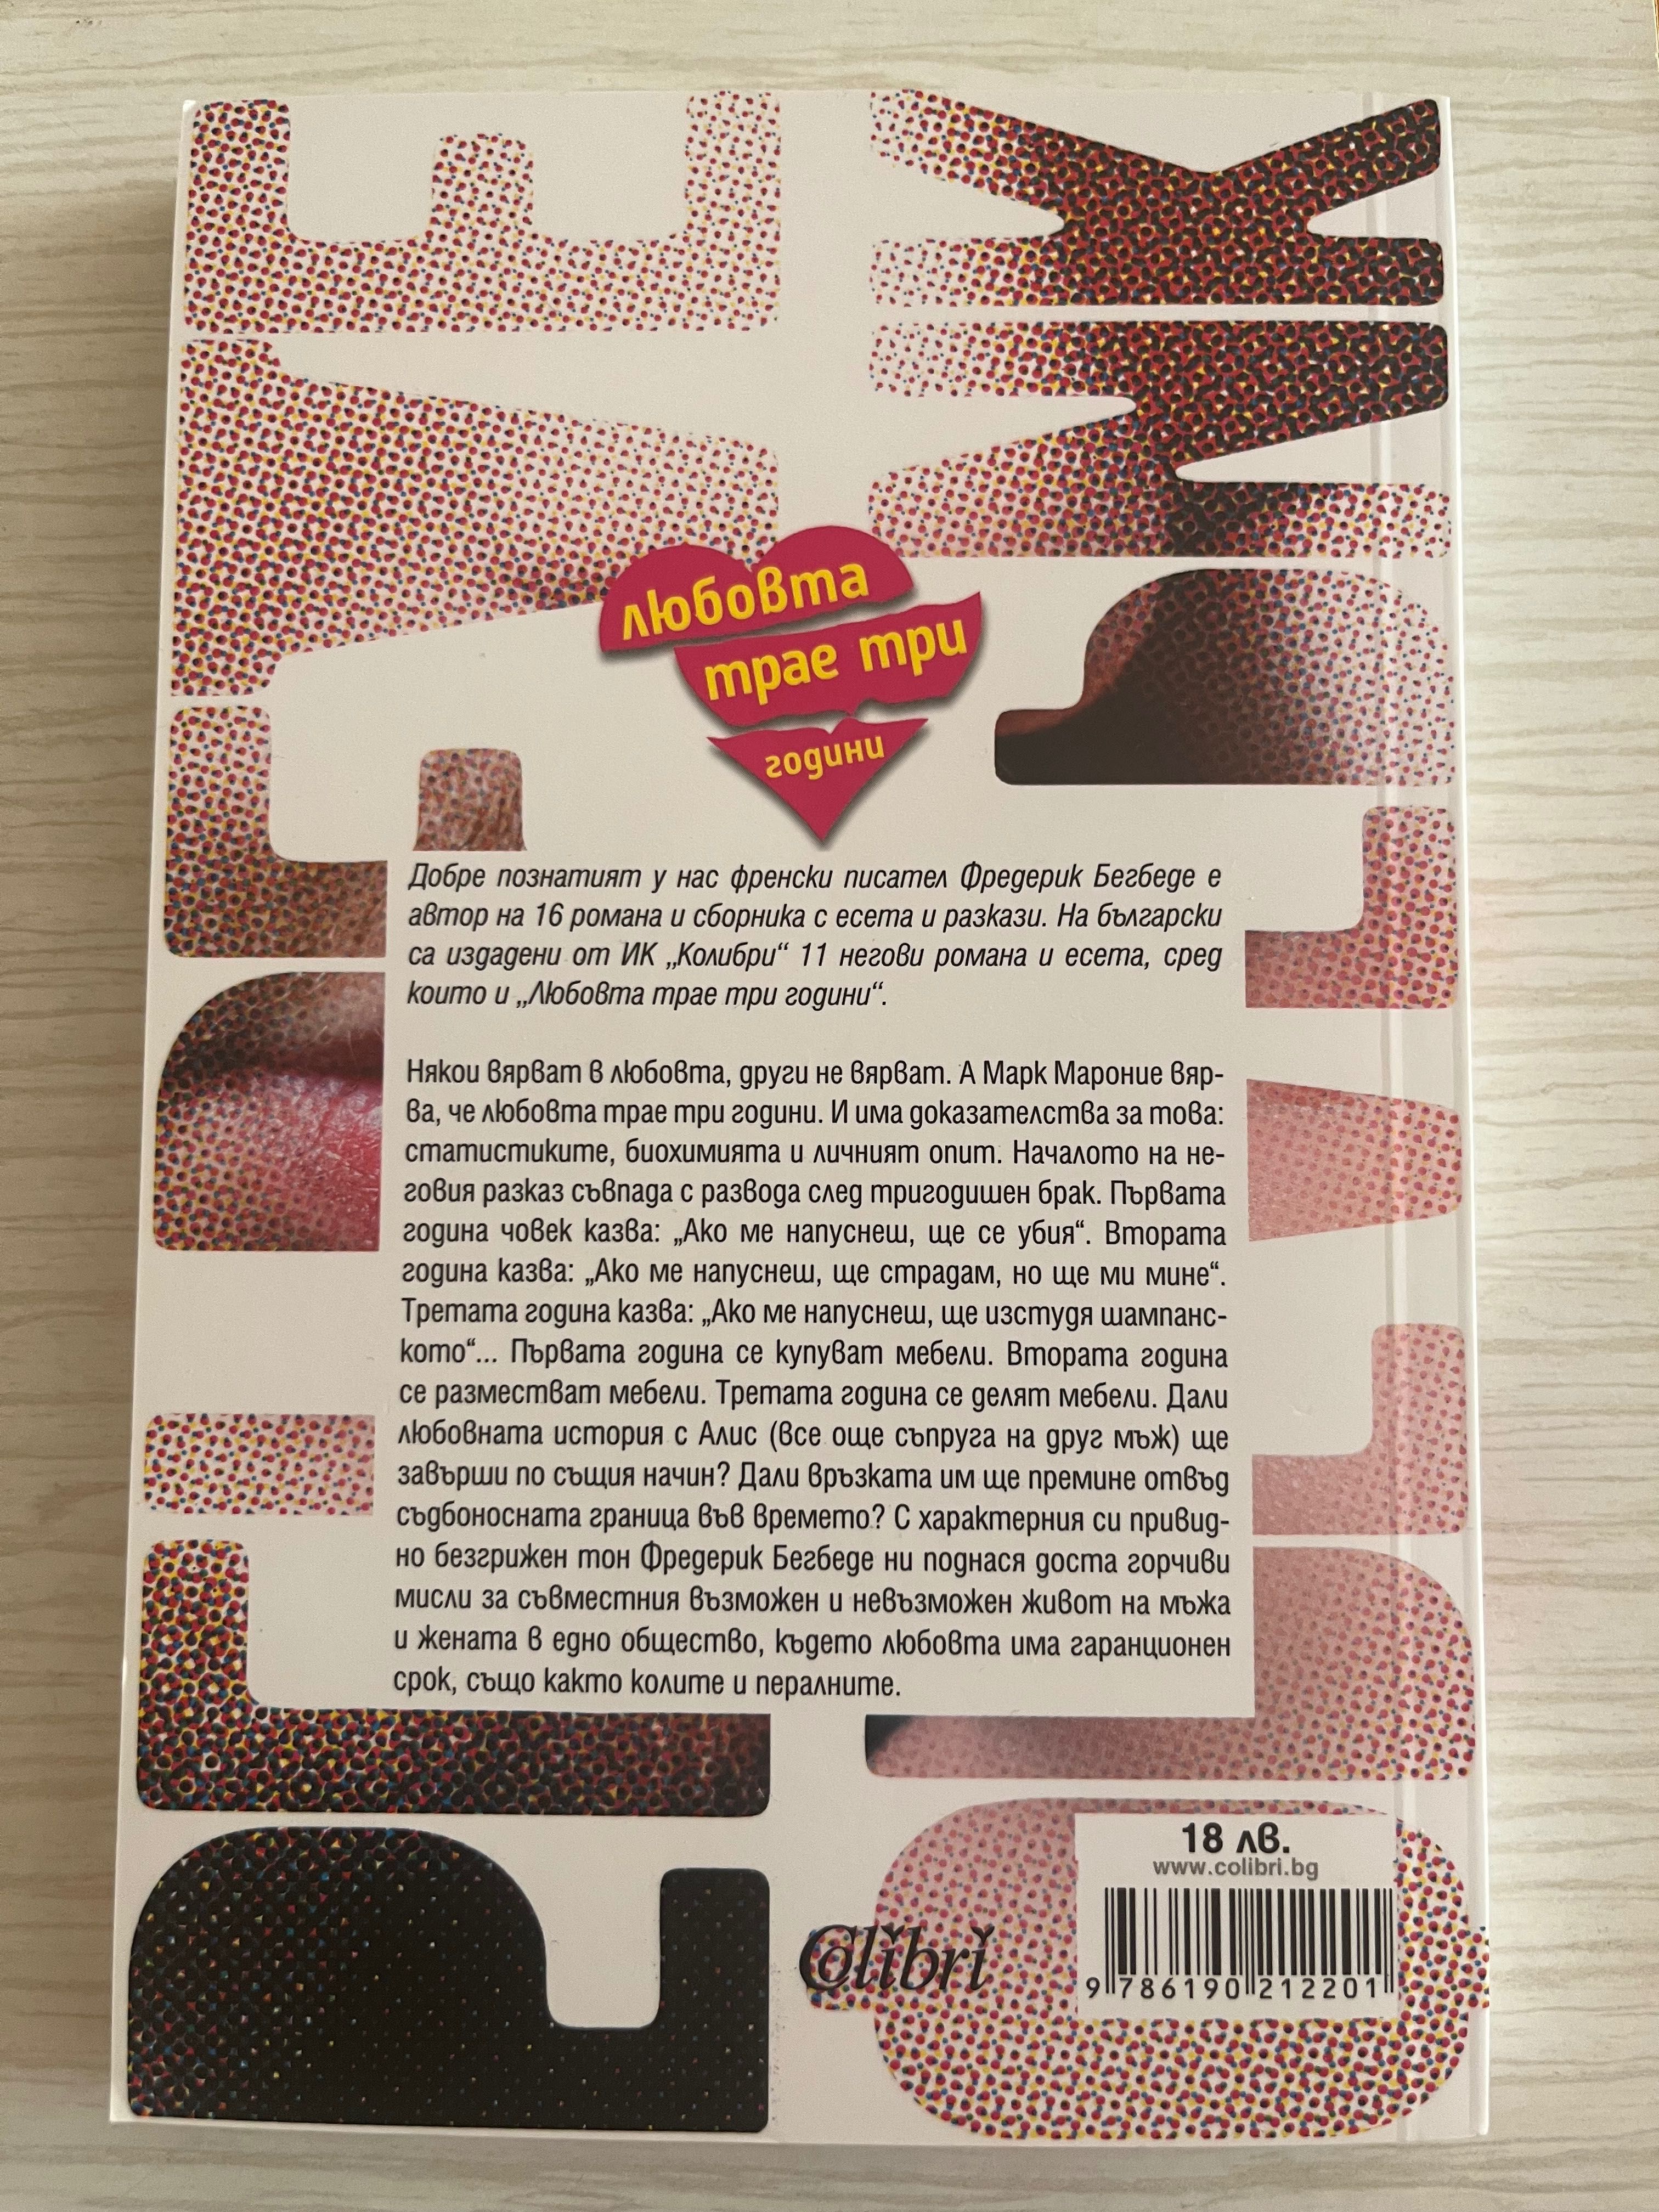 любовта
трае три
години
Добре познатият у нас френски писател Фредерик Бегбеде е
автор на 16 романа и сборника с есета и разкази. На български
са издадени от ИК „Колибри“ 11 негови романа и есета, сред
които и „Любовта трае три години“.
Някои вярват в любовта, други не вярват. А Марк Мароние вяр-
ва, че любовта трае три години. И има доказателства за това:
статистиките, биохимията и личният опит. Началото на не-
говия разказ съвпада с развода след тригодишен брак. Първата
година човек казва: „Ако ме напуснеш, ще се убия“. Втората
година казва: „Ако ме напуснеш, ще страдам, но ще ми мине“.
Третата година казва: „Ако ме напуснеш, ще изстудя шампанс-
кото“... Първата година се купуват мебели. Втората година
се разместват мебели. Третата година се делят мебели. Дали
любовната история с Алис (все още съпруга на друг мъж) ще
завърши по същия начин? Дали връзката им ще премине отвъд
съдбоносната граница във времето? С характерния си привид-
но безгрижен тон Фредерик Бегбеде ни поднася доста горчиви
мисли за съвместния възможен и невъзможен живот на мъжа
и жената в едно общество, където любовта има гаранционен
срок, също както колите и пералните.
18 лв.
www.colibri.bg
Colibri
9 786190 212201